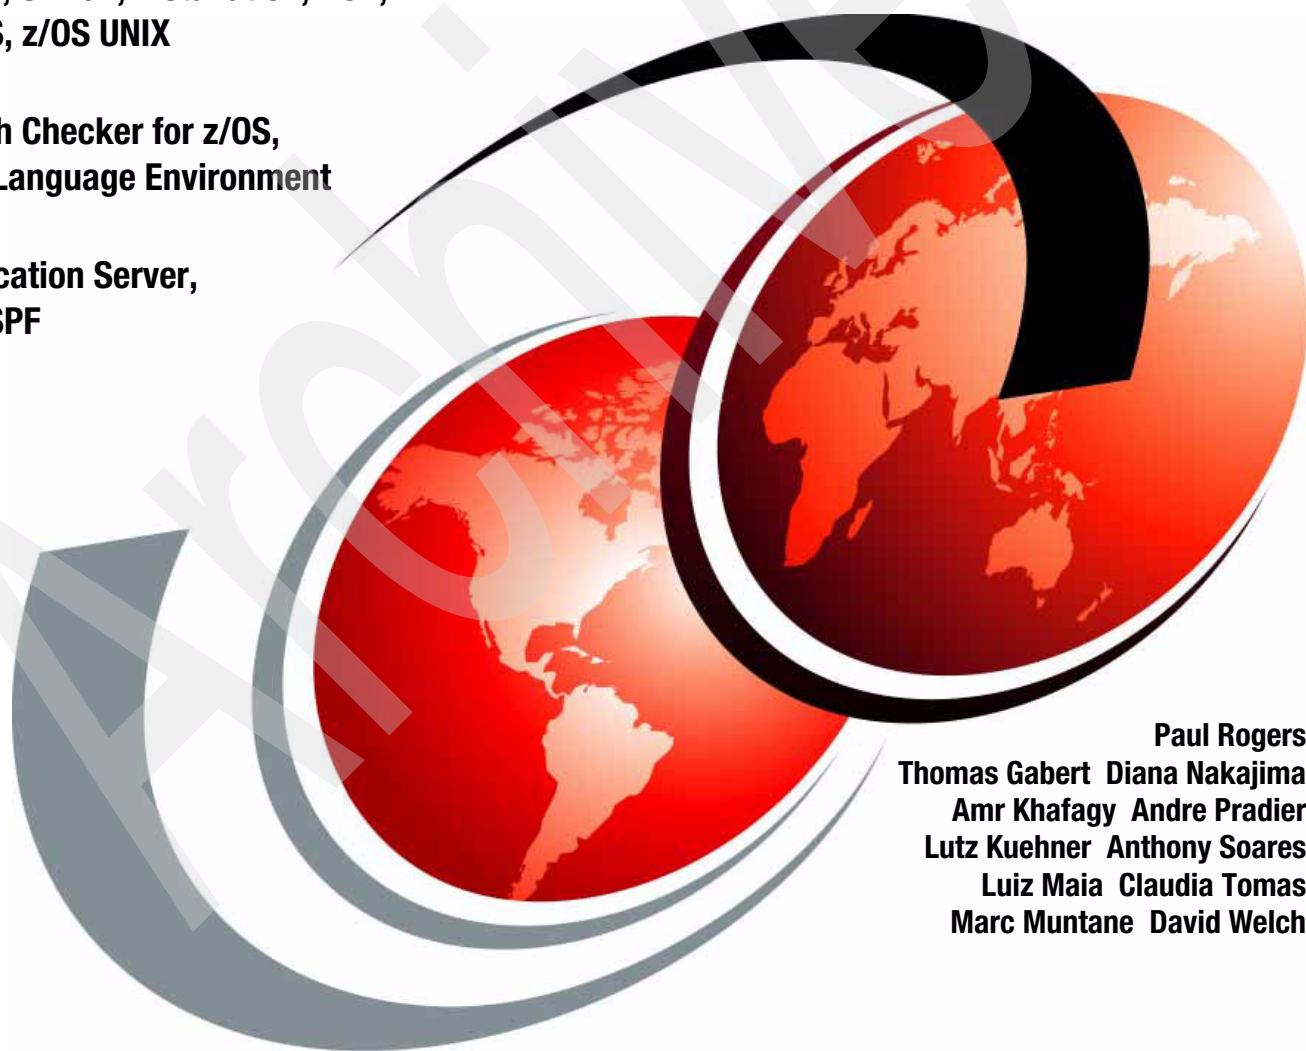 S, z/OS UNIX
h Checker for z/OS,
Language Environment
cation Server,
SPF
Paul Rogers
Thomas Gabert Diana Nakajima
Amr Khafagy Andre Pradier
Lutz Kuehner Anthony Soares
Luiz Maia Claudia Tomas
Marc Muntane David Welch